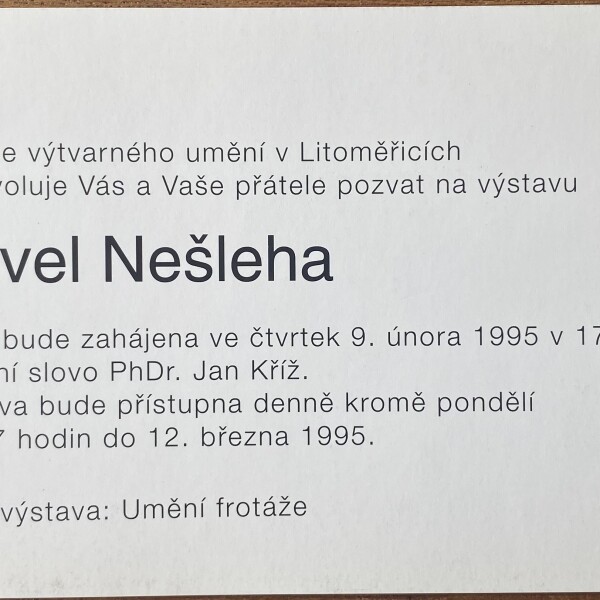 e výtvarného umění v Litoměřicích
voluje Vás a Vaše přátele pozvat na výstavu
vel Nešleha
bude zahájena ve čtvrtek 9. února 1995 v 17
ní slovo PhDr. Jan Kříž.
va bude přístupna denně kromě pondělí
7 hodin do 12. března 1995.
výstava: Umění frotáže